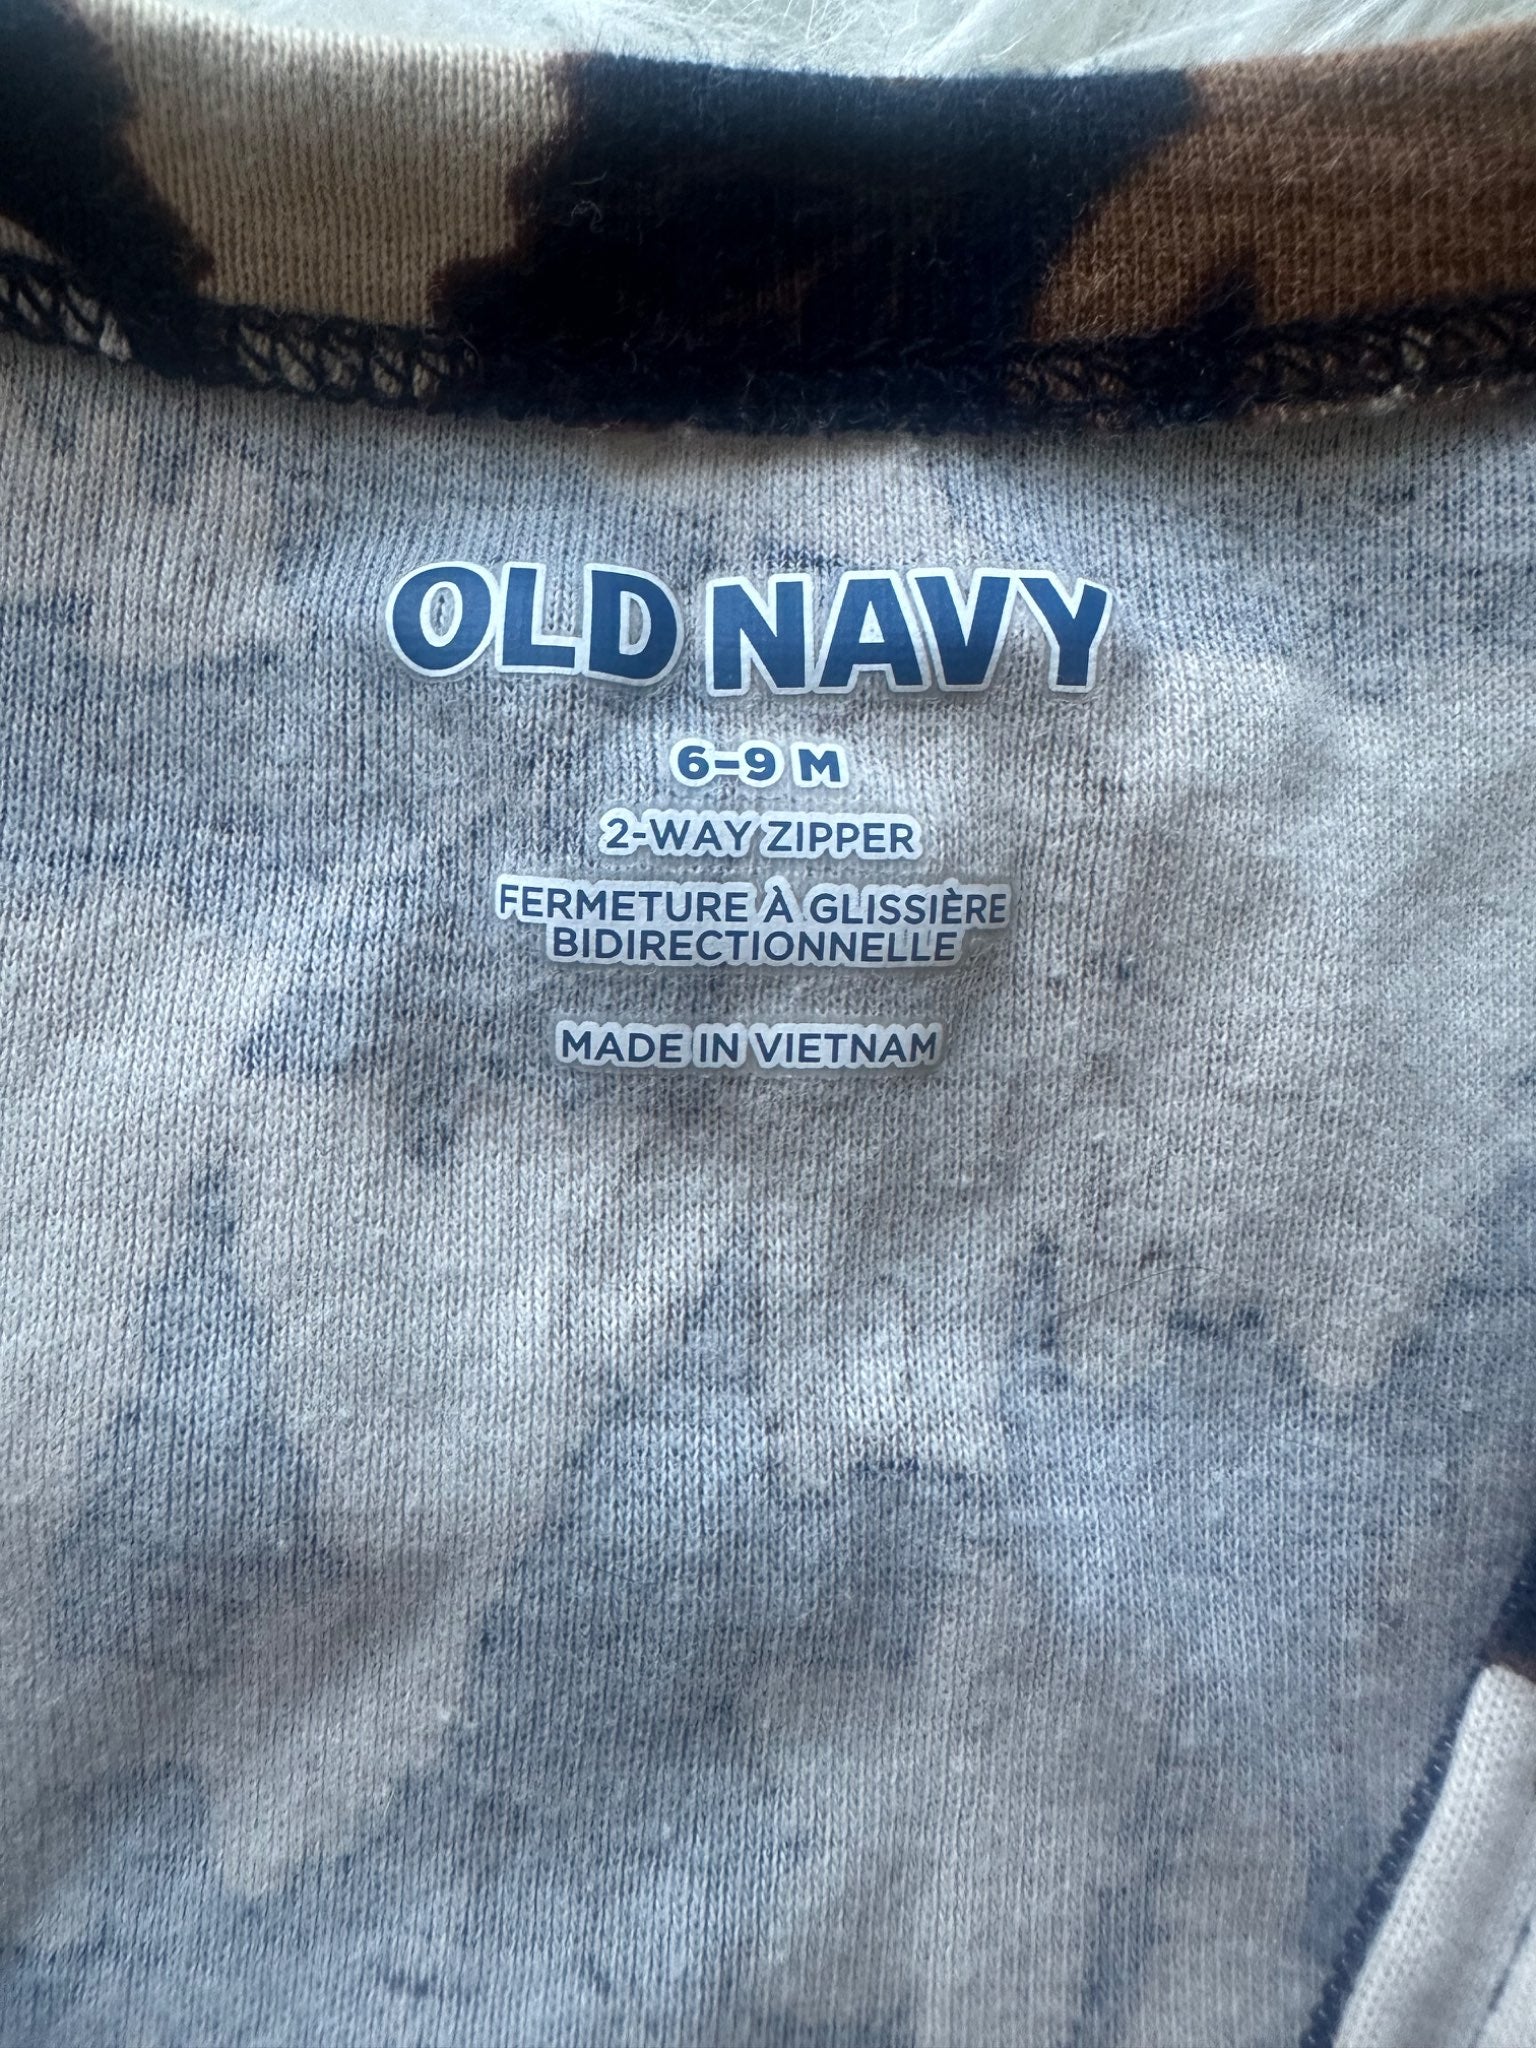 OLD NAVY
6-9 M
2-WAY ZIPPER
FERMETURE À GLISSIÈRE
BIDIRECTIONNELLE
MADE IN VIETNAM